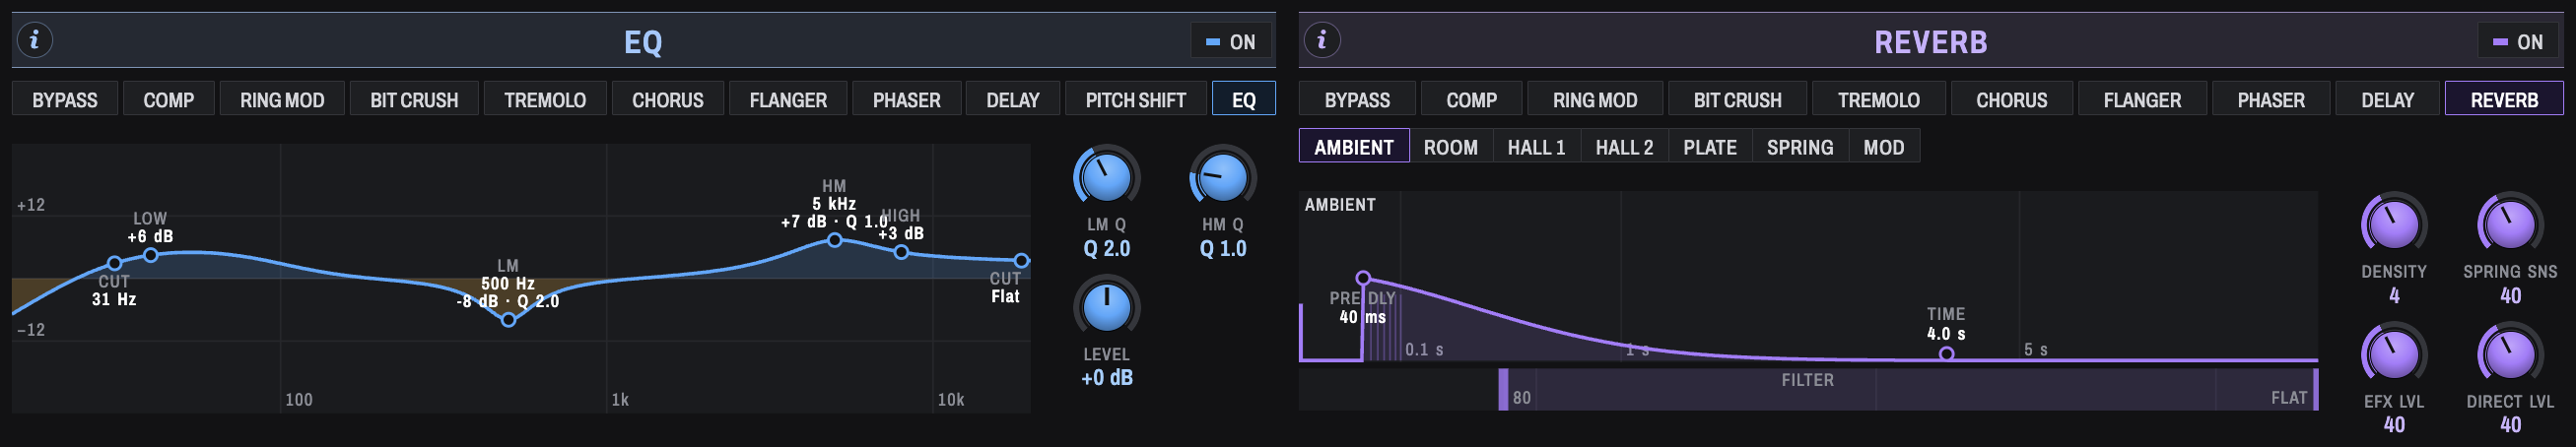 i EQ ON
BYPASS COMP RING MOD BIT CRUSH TREMOLO CHORUS FLANGER PHASER DELAY PITCH SHIFT EQ
+12
-12
LOW
+6 dB
CUT
31 Hz
LM
500 Hz
-8 dB · Q 2.0
HM
5 kHz
+7 dB · Q 1.0
HIGH
+3 dB
CUT
Flat
100 1k 10k
LM Q
Q 2.0
HM Q
Q 1.0
LEVEL
+0 dB
i REVERB ON
BYPASS COMP RING MOD BIT CRUSH TREMOLO CHORUS FLANGER PHASER DELAY REVERB
AMBIENT ROOM HALL 1 HALL 2 PLATE SPRING MOD
AMBIENT
PRE DLY
40 ms
TIME
4.0 s
0.1 s 1 s 5 s
FILTER
80 FLAT
DENSITY
4
SPRING SNS
40
EFX LVL
40
DIRECT LVL
40